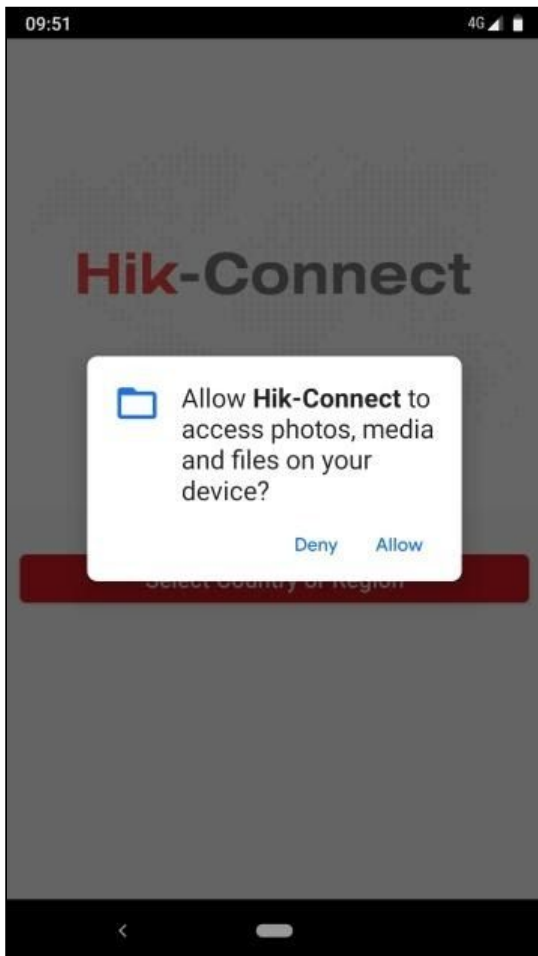 09:51
4G
Hik-Connect
Allow Hik-Connect to
access photos, media
and files on your
device?
Deny Allow
Select Country or Region